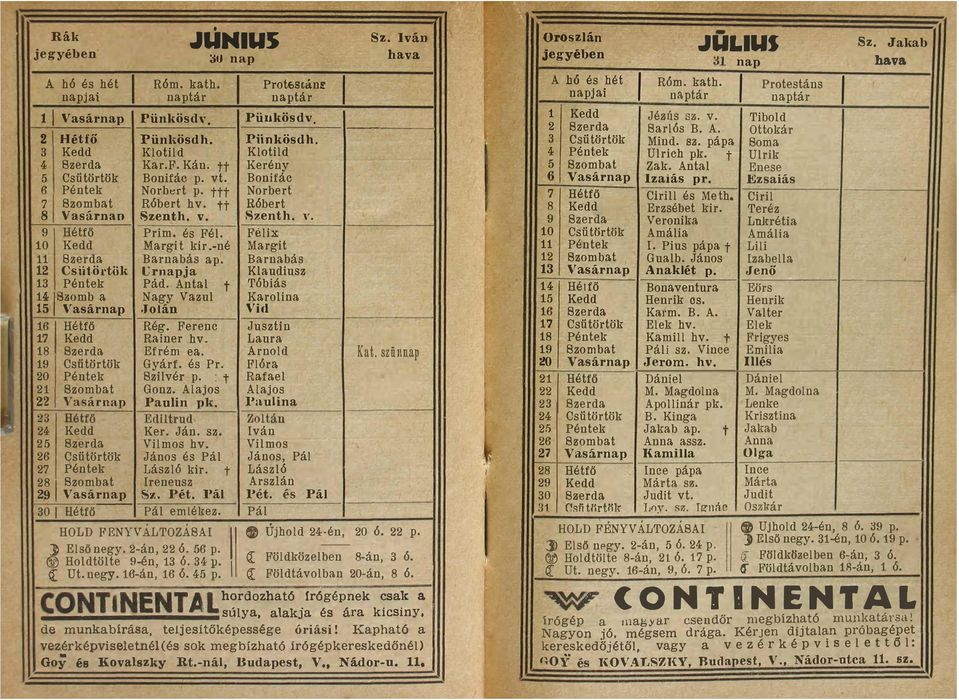 Rák jegyében
JÚNIUS
30 nap
Sz. Iván hava
A hó és hét napjai | Róm. kath. naptár | Protestáns naptár
1 Vasárnap | Pünkösdv. | Pünkösdv.
2 Hétfő | Pünkösdh. | Pünkösdh.
3 Kedd | Klotild | Klotild
4 Szerda | Kar. F. Kán. †† | Kerény
5 Csütörtök | Bonifác p. vt. | Bonifác
6 Péntek | Norbert p. ††† | Norbert
7 Szombat | Róbert hv. †† | Róbert
8 Vasárnap | Szenth. v. | Szenth. v.
9 Hétfő | Prim. és Fél. | Félix
10 Kedd | Margit kir.-né | Margit
11 Szerda | Barnabás ap. | Barnabás
12 Csütörtök | Úrnapja | Klaudiusz
13 Péntek | Pád. Antal † | Tóbiás
14 Szomb a | Nagy Vazul | Karolina
15 Vasárnap | Jolán | Vid
16 Hétfő | Rég. Ferenc | Jusztin
17 Kedd | Rainer hv. | Laura
18 Szerda | Efrém ea. | Arnold | Kat. szünnap
19 Csütörtök | Gyárf. és Pr. | Flóra
20 Péntek | Szilvér p. † | Rafael
21 Szombat | Gonz. Alajos | Alajos
22 Vasárnap | Paulin pk. | Paulina
23 Hétfő | Ediltrud | Zoltán
24 Kedd | Ker. Ján. sz. | Iván
25 Szerda | Vilmos hv. | Vilmos
26 Csütörtök | János és Pál | János, Pál
27 Péntek | László kir. † | László
28 Szombat | Ireneusz | Arszlán
29 Vasárnap | Sz. Pét. Pál | Pét. és Pál
30 Hétfő | Pál emlékez. | Pál
HOLD FÉNYVÁLTOZÁSAI
Első negy. 2-án, 22 ó. 56 p.
Holdtölte 9-én, 13 ó. 34 p.
Ut. negy. 16-án, 16 ó. 45 p.
Ujhold 24-én, 20 ó. 22 p.
Földközelben 8-án, 3 ó.
Földtávolban 20-án, 8 ó.
CONTINENTAL hordozható írógépnek csak a
súlya, alakja és ára kicsiny,
de munkabírása, teljesítőképessége óriási! Kapható a
vezérképviseletnél (és sok megbízható írógépkereskedőnél)
Goy és Kovalszky Rt.-nál, Budapest, V., Nádor-u. 11.
Oroszlán jegyében
JÚLIUS
31 nap
Sz. Jakab hava
A hó és hét napjai | Róm. kath. naptár | Protestáns naptár
1 Kedd | Jézus sz. v. | Tibold
2 Szerda | Sarlós B. A. | Ottokár
3 Csütörtök | Mind. sz. pápa | Soma
4 Péntek | Ulrich pk. † | Ulrik
5 Szombat | Zak. Antal | Enese
6 Vasárnap | Izaiás pr. | Ezsaiás
7 Hétfő | Cirill és Meth. | Ciril
8 Kedd | Erzsébet kir. | Teréz
9 Szerda | Veronika | Lukrétia
10 Csütörtök | Amália | Amália
11 Péntek | I. Pius pápa † | Lili
12 Szombat | Gualb. János | Izabella
13 Vasárnap | Anaklét p. | Jenő
14 Hétfő | Bonaventura | Eörs
15 Kedd | Henrik cs. | Henrik
16 Szerda | Karm. B. A. | Valter
17 Csütörtök | Elek hv. | Elek
18 Péntek | Kamill hv. † | Frigyes
19 Szombat | Páli sz. Vince | Emilia
20 Vasárnap | Jerom. hv. | Illés
21 Hétfő | Dániel | Dániel
22 Kedd | M. Magdolna | M. Magdolna
23 Szerda | Apollinár pk. | Lenke
24 Csütörtök | B. Kinga | Krisztina
25 Péntek | Jakab ap. † | Jakab
26 Szombat | Anna assz. | Anna
27 Vasárnap | Kamilla | Olga
28 Hétfő | Ince pápa | Ince
29 Kedd | Márta sz. | Márta
30 Szerda | Judit vt. | Judit
31 Csütörtök | Loy. sz. Ignác | Oszkár
HOLD FÉNYVÁLTOZÁSAI
Első negy. 2-án, 5 ó. 24 p.
Holdtölte 8-án, 21 ó. 17 p.
Ut. negy. 16-án, 9, ó. 7 p.
Ujhold 24-én, 8 ó. 39 p.
Első negy. 31-én, 10 ó. 19 p.
Földközelben 6-án, 3 ó.
Földtávolban 18-án, 1 ó.
CONTINENTAL
írógép a magyar csendőr megbízható munkatársa!
Nagyon jó, mégsem drága. Kérjen díjtalan próbagépet
kereskedőjétől, vagy a vezérképviselettől:
GOY és KOVALSZKY, Budapest, V., Nádor-utca 11. sz.